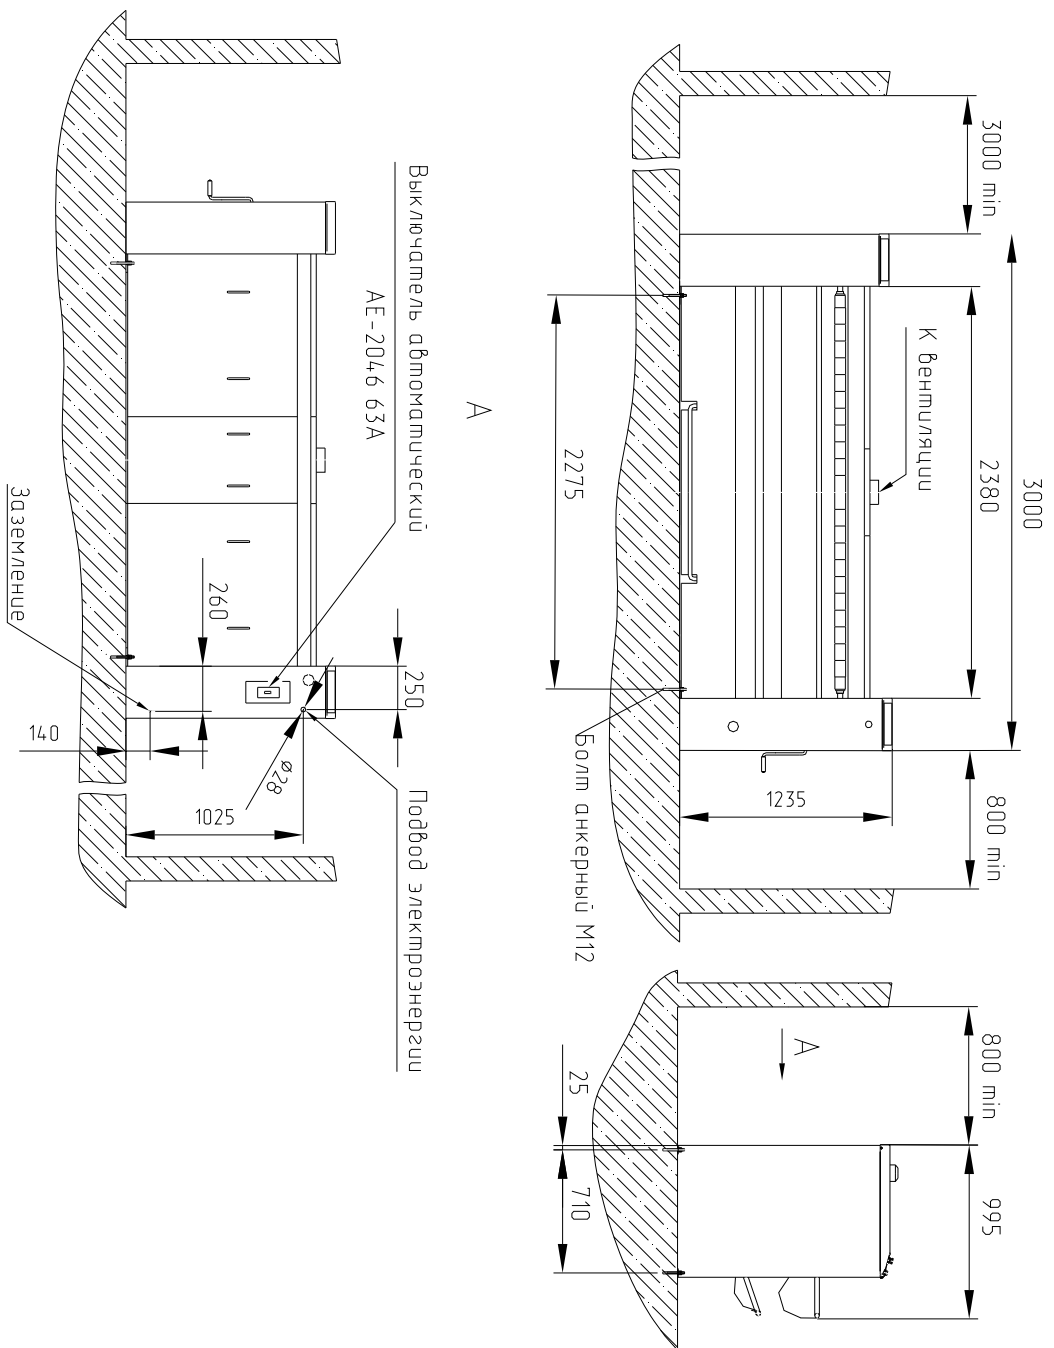 3000
3000 min
2380
800 min
К вентиляции
1235
2275
Болт анкерный М12
800 min
995
А
25
710
А
Выключатель автоматический
АЕ-2046 63А
Подвод электроэнергии
250
260
ø28
1025
140
Заземление